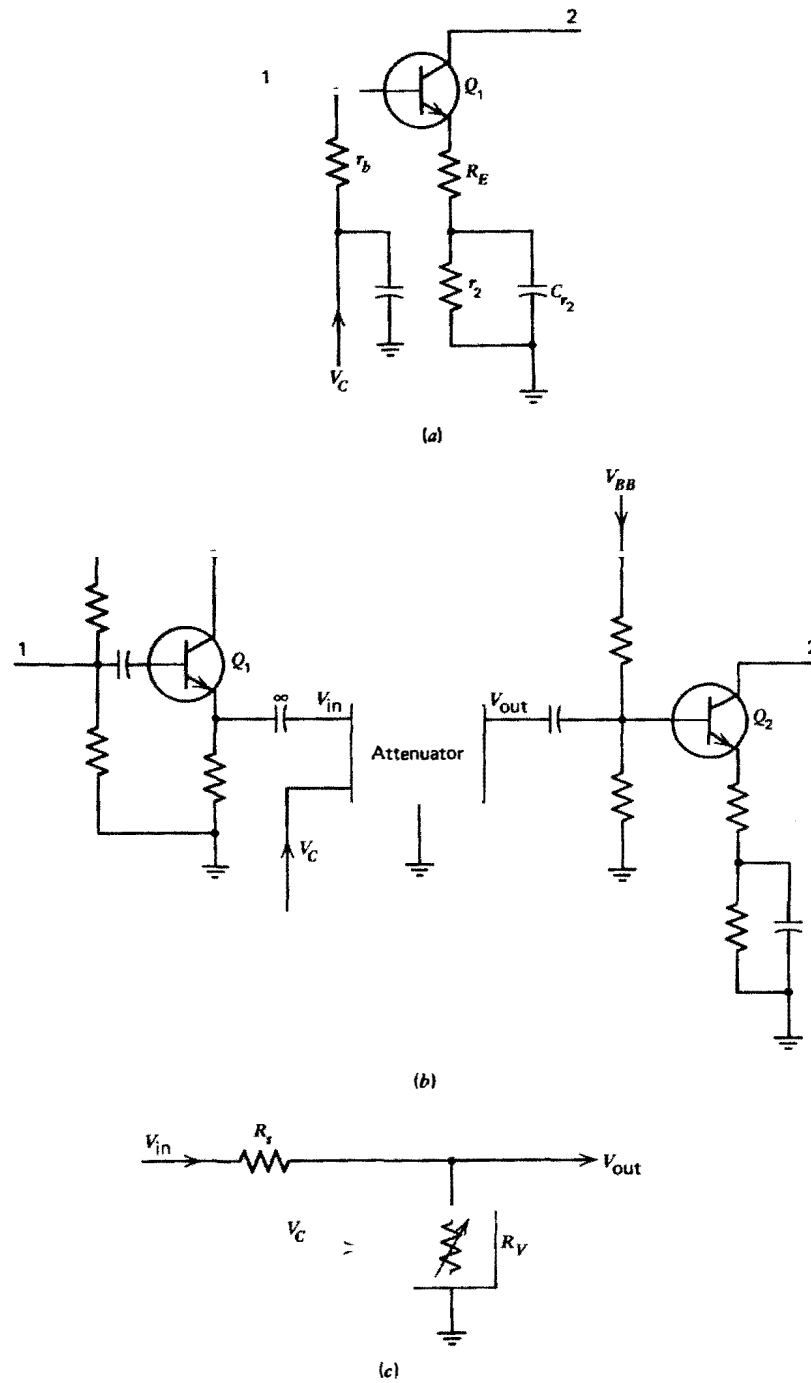 2
1
Q1
rb
RE
r2
Cr2
VC
(a)
VBB
1
Q1
∞
Vin
Vout
2
Q2
Attenuator
VC
(b)
Vin
Rs
Vout
VC
RV
(c)